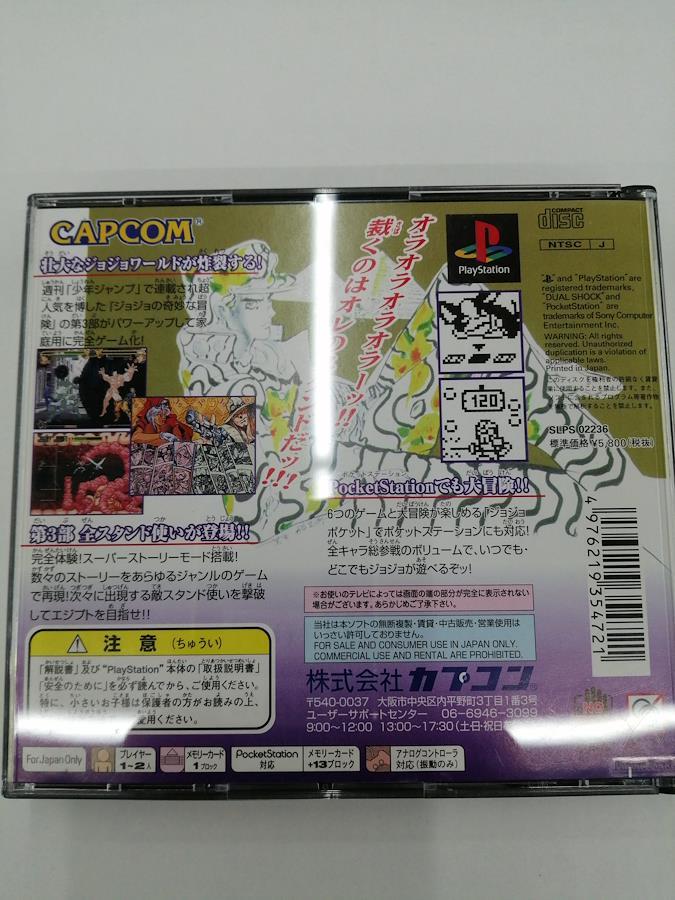 CAPCOM®
壮大なジョジョワールドが炸裂する!
週刊「少年ジャンプ」で連載され超
人気を博した「ジョジョの奇妙な冒
険」の第3部がパワーアップして家
庭用に完全ゲーム化!
オラオラオラオラーッ!!
裁くのはオレの
ンドだッ!!!
PlayStation
COMPACT
disc
NTSC J
"PS" and "PlayStation" are
registered trademarks,
"DUAL SHOCK" and
"PocketStation" are
trademarks of Sony Computer
Entertainment Inc.
WARNING: All rights
reserved. Unauthorized
duplication is a violation of
applicable laws.
Printed in Japan.
SLPS 02236
標準価格¥5,800(税抜)
120
第3部 全スタンド使いが登場!!
完全体験!スーパーストーリーモード搭載!
数々のストーリーをあらゆるジャンルのゲーム
で再現!次々に出現する敵スタンド使いを撃破
してエジプトを目指せ!!
PocketStationでも大冒険!!
6つのゲームと大冒険が楽しめる「ジョジョ
ポケット」でポケットステーションにも対応!
全キャラ総参戦のボリュームで、いつでも・
どこでもジョジョが遊べるぞッ!
4976219354721
※お使いのテレビによっては画面の端の部分が完全に表示されない
場合がございます。あらかじめご了承下さい。
当社は本ソフトの無断複製・賃貸・中古販売・営業使用は
いっさい許可しておりません。
FOR SALE AND CONSUMER USE IN JAPAN ONLY.
COMMERCIAL USE AND RENTAL ARE PROHIBITED.
注意(ちゅうい)
「解説書」及び"PlayStation"本体の「取扱説明書」
「安全のために」を必ず読んでから、ご使用ください。
特に、小さいお子様は保護者の方がお読みの上、
使用ください。
株式会社カプコン
〒540-0037 大阪市中央区内平野町3丁目1番3号
ユーザーサポートセンター 06-6946-3099
9:00~12:00 13:00~17:30(土・日・祝日
For Japan Only
プレイヤー
1~2人
メモリーカード
1ブロック
PocketStation
対応
メモリーカード
+13ブロック
アナログコントローラ
対応(振動のみ)
NO